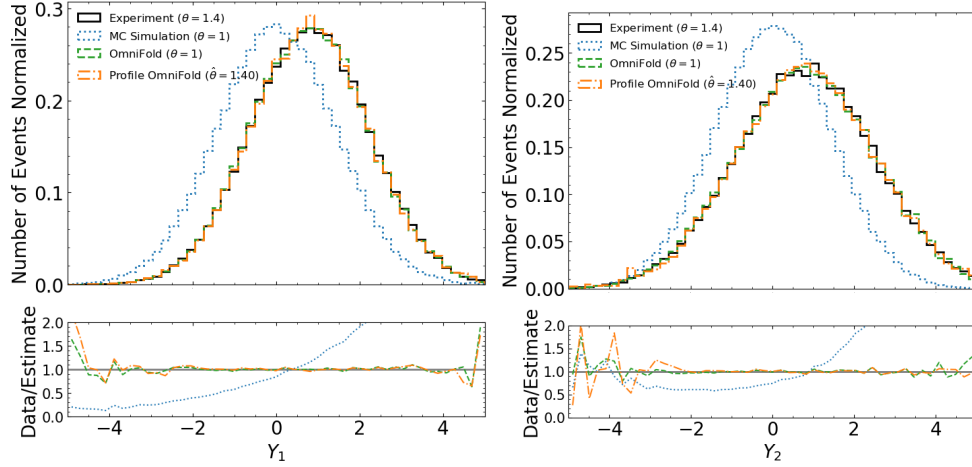 Number of Events Normalized
0.3
0.2
0.1
0.0
Experiment (θ = 1.4)
MC Simulation (θ = 1)
OmniFold (θ = 1)
Profile OmniFold (θ̂ = 1.40)
Data/Estimate
2.0
1.5
1.0
0.5
0.0
−4 −2 0 2 4
Y₁
Number of Events Normalized
0.30
0.25
0.20
0.15
0.10
0.05
0.00
Experiment (θ = 1.4)
MC Simulation (θ = 1)
OmniFold (θ = 1)
Profile OmniFold (θ̂ = 1.40)
Data/Estimate
2.0
1.5
1.0
0.5
0.0
−4 −2 0 2 4
Y₂